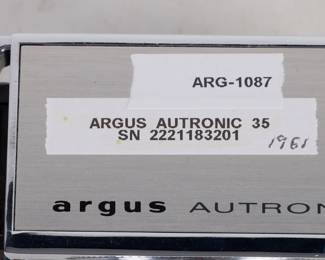 ARG-1087
ARGUS AUTRONIC 35
SN 2221183201
1961
argus AUTRON